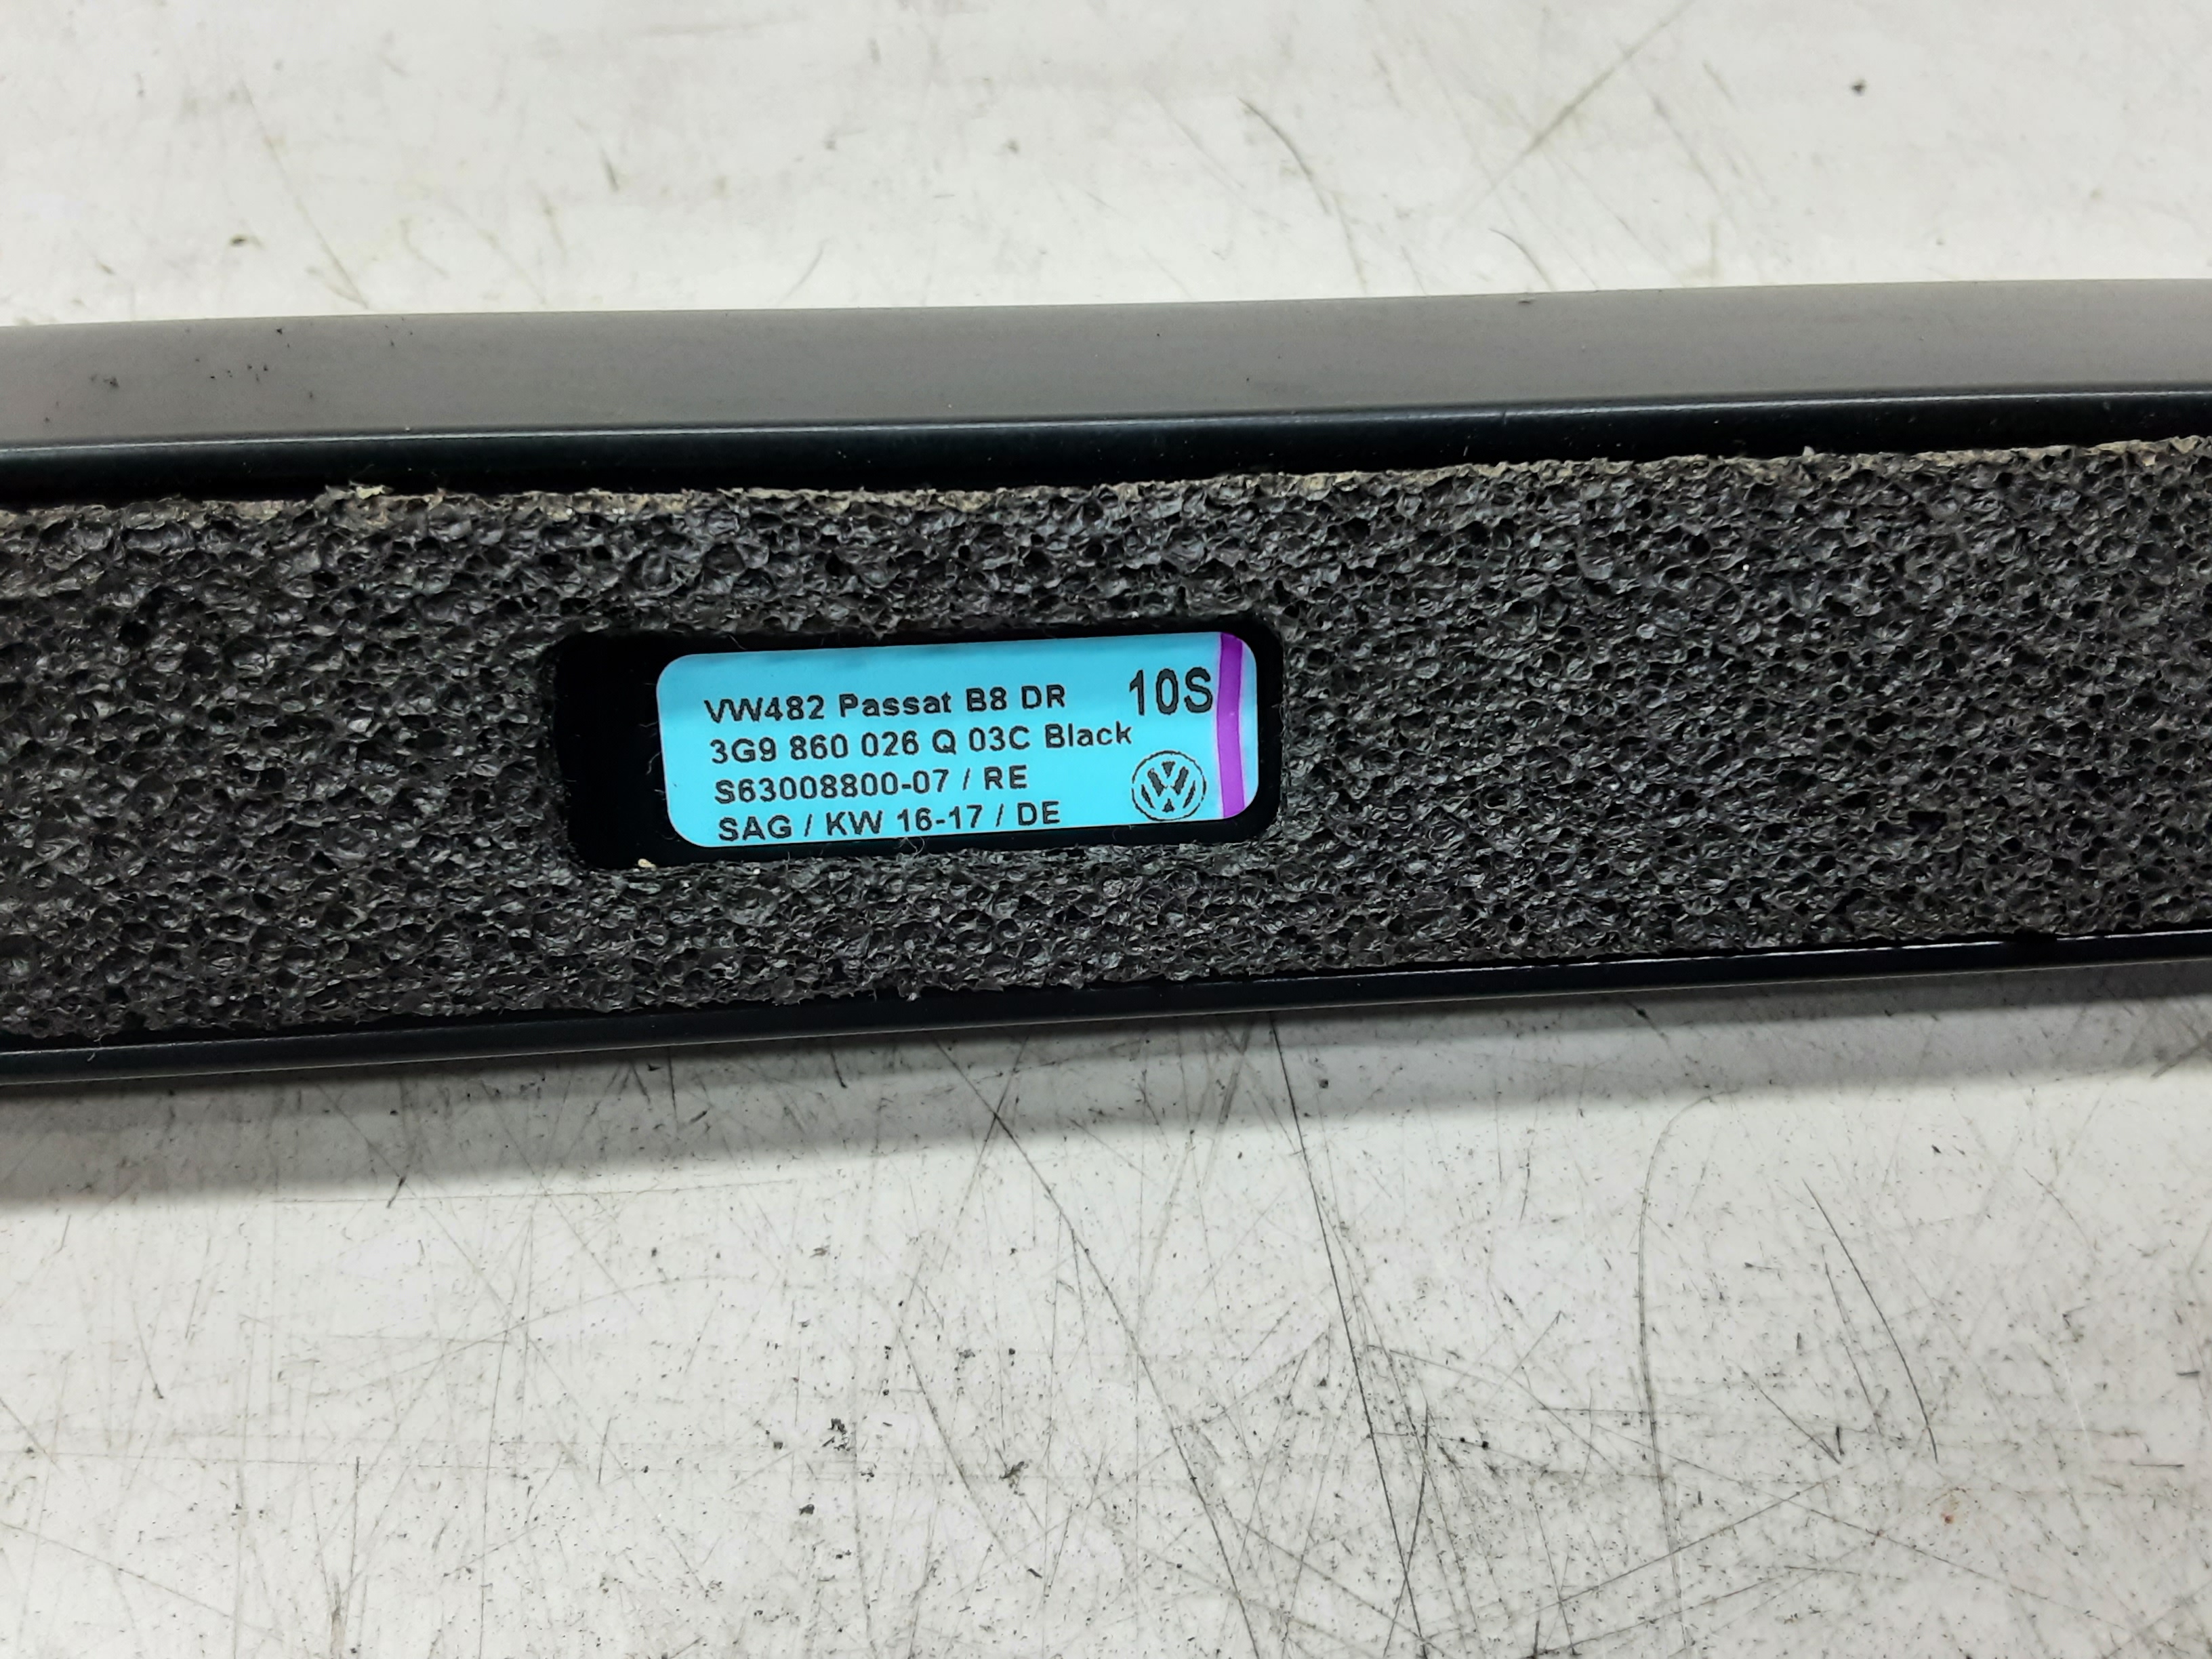 VW482 Passat B8 DR 10S
3G9 860 026 Q 03C Black
S63008800-07 / RE
SAG / KW 16-17 / DE